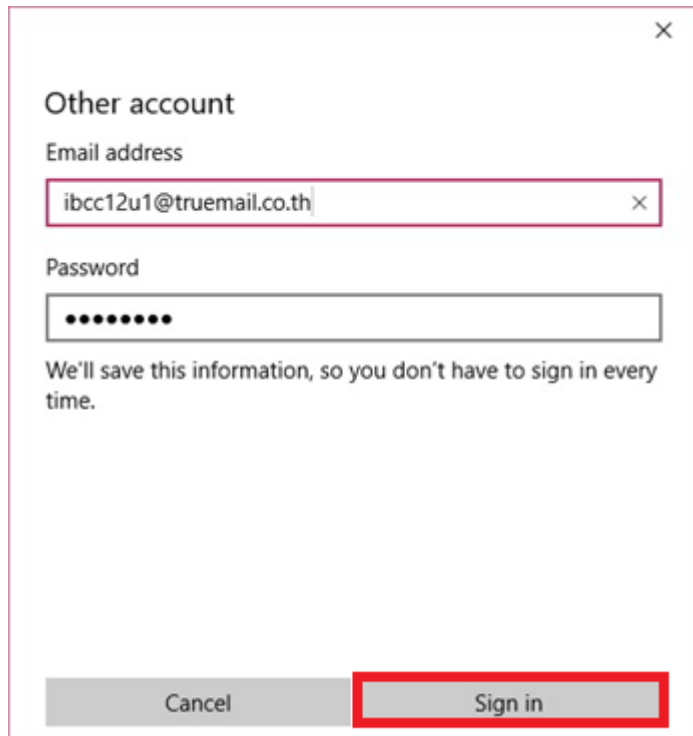 Other account
Email address
ibcc12u1@truemail.co.th
Password
●●●●●●●●
We'll save this information, so you don't have to sign in every
time.
Cancel
Sign in